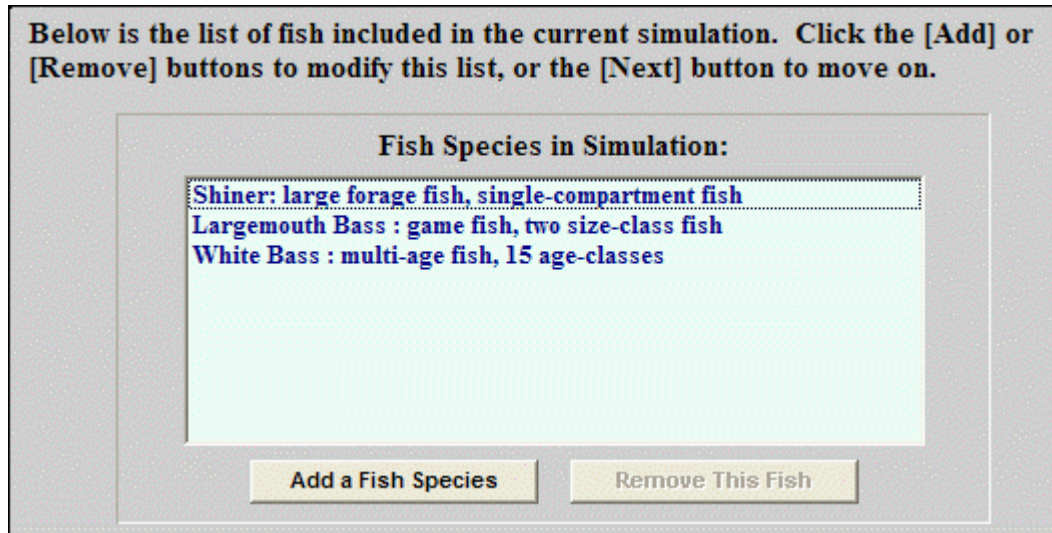 Below is the list of fish included in the current simulation.  Click the [Add] or
[Remove] buttons to modify this list, or the [Next] button to move on.
Fish Species in Simulation:
Shiner: large forage fish, single-compartment fish
Largemouth Bass : game fish, two size-class fish
White Bass : multi-age fish, 15 age-classes
Add a Fish Species
Remove This Fish